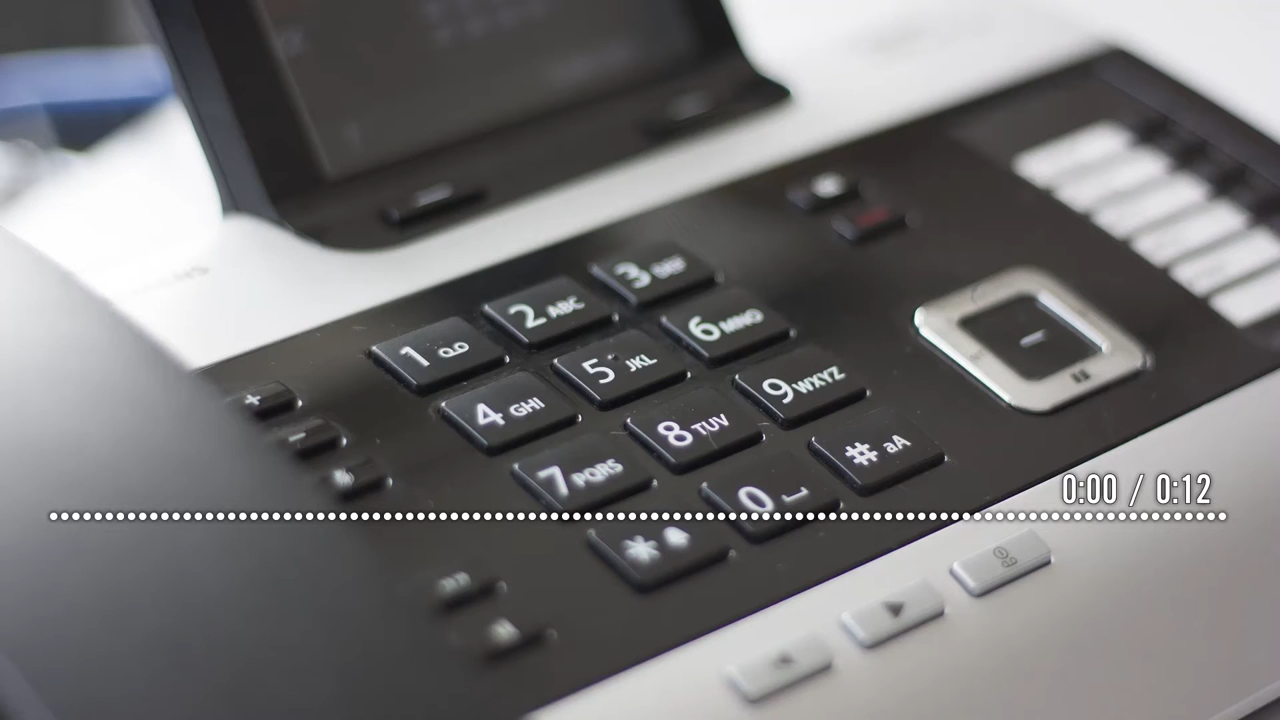 1
2 ABC
3 DEF
4 GHI
5 JKL
6 MNO
7 PQRS
8 TUV
9 WXYZ
*
0
# aA
+
-
0:00 / 0:12